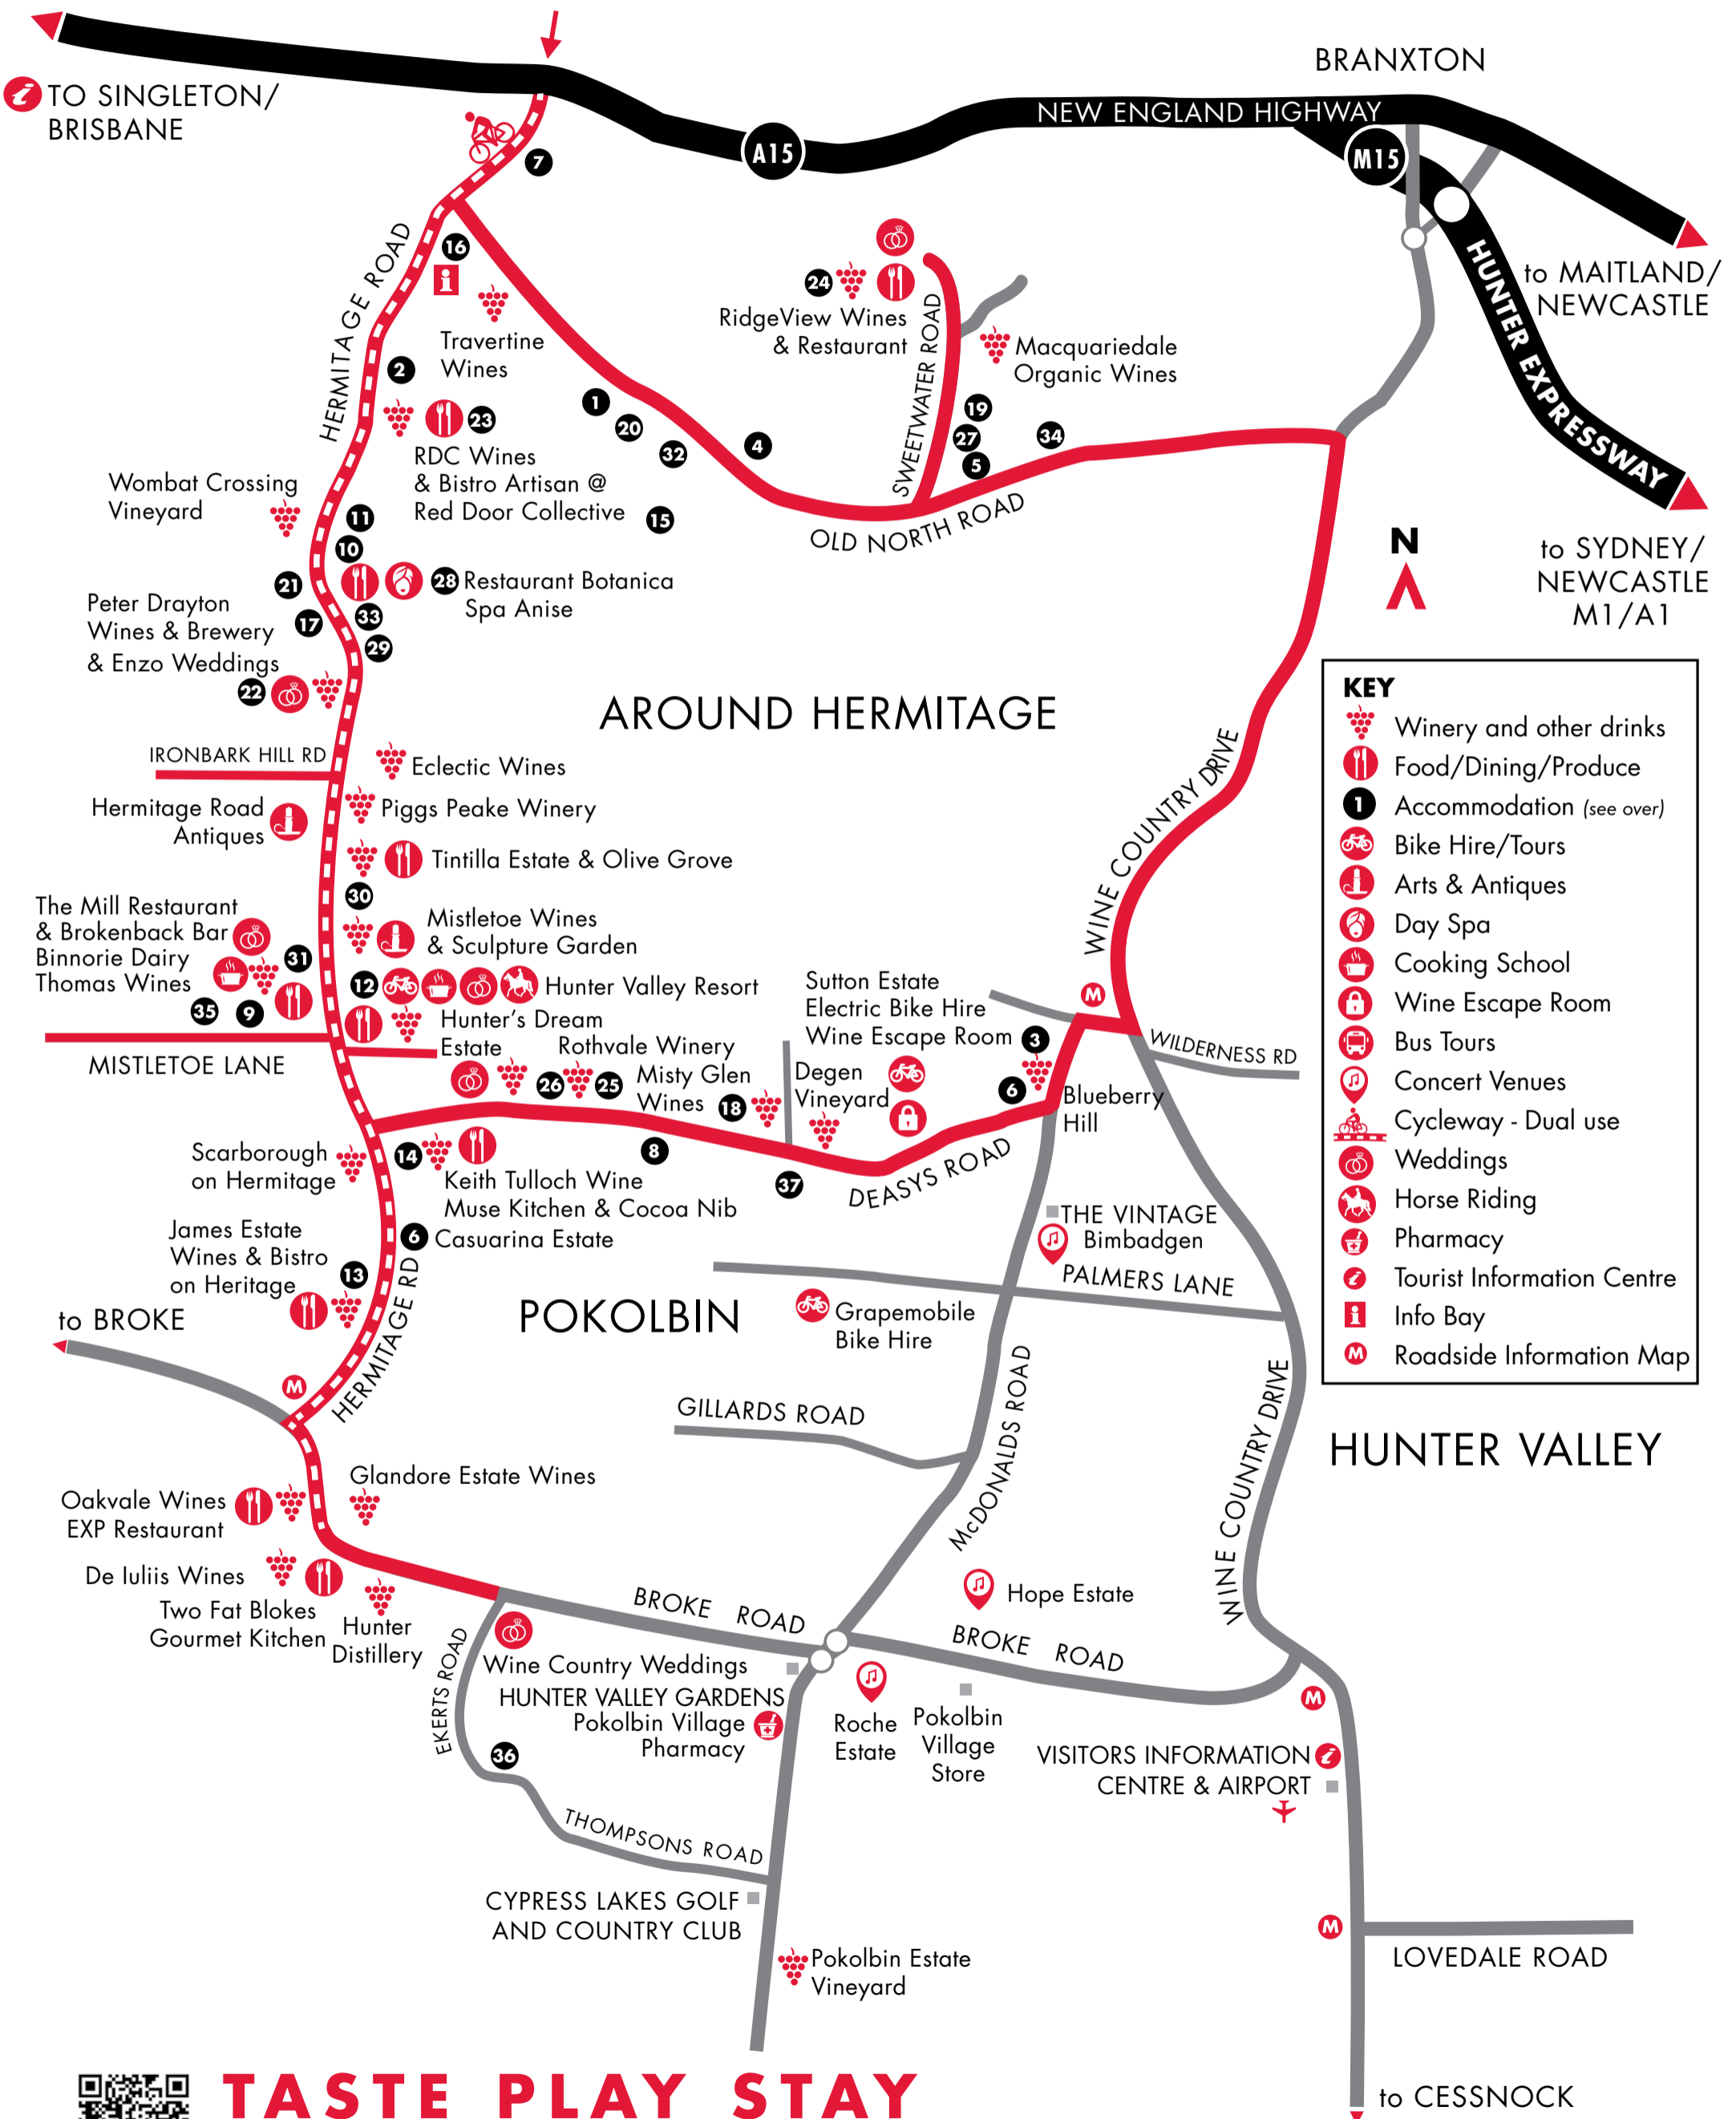 BRANXTON
NEW ENGLAND HIGHWAY
TO SINGLETON/
BRISBANE
A15
M15
7
HUNTER EXPRESSWAY
to MAITLAND/
NEWCASTLE
to SYDNEY/
NEWCASTLE
M1/A1
N
HERMITAGE ROAD
16
i
Travertine
Wines
24
RidgeView Wines
& Restaurant
SWEETWATER ROAD
Macquariedale
Organic Wines
2
23
RDC Wines
& Bistro Artisan @
Red Door Collective
1
20
32
4
15
19
27
5
34
OLD NORTH ROAD
Wombat Crossing
Vineyard
11
10
21
28
Restaurant Botanica
Spa Anise
Peter Drayton
Wines & Brewery
& Enzo Weddings
17
33
29
22
AROUND HERMITAGE
IRONBARK HILL RD
Eclectic Wines
Hermitage Road
Antiques
Piggs Peake Winery
Tintilla Estate & Olive Grove
30
The Mill Restaurant
& Brokenback Bar
Binnorie Dairy
Thomas Wines
31
35
9
Mistletoe Wines
& Sculpture Garden
12
Hunter Valley Resort
Hunter's Dream
Estate
MISTLETOE LANE
Rothvale Winery
26
25
Misty Glen
Wines
18
Degen
Vineyard
Sutton Estate
Electric Bike Hire
Wine Escape Room
3
6
Blueberry
Hill
M
WINE COUNTRY DRIVE
WILDERNESS RD
KEY
Winery and other drinks
Food/Dining/Produce
1
Accommodation (see over)
Bike Hire/Tours
Arts & Antiques
Day Spa
Cooking School
Wine Escape Room
Bus Tours
Concert Venues
Cycleway - Dual use
Weddings
Horse Riding
Pharmacy
i
Tourist Information Centre
i
Info Bay
M
Roadside Information Map
Scarborough
on Hermitage
14
Keith Tulloch Wine
Muse Kitchen & Cocoa Nib
8
37
DEASYS ROAD
6
Casuarina Estate
James Estate
Wines & Bistro
on Heritage
13
HERMITAGE RD
to BROKE
M
POKOLBIN
THE VINTAGE
Bimbadgen
PALMERS LANE
Grapemobile
Bike Hire
GILLARDS ROAD
McDONALDS ROAD
WINE COUNTRY DRIVE
HUNTER VALLEY
Glandore Estate Wines
Oakvale Wines
EXP Restaurant
De Iuliis Wines
Two Fat Blokes
Gourmet Kitchen
Hunter
Distillery
BROKE ROAD
Hope Estate
BROKE ROAD
EKERTS ROAD
Wine Country Weddings
HUNTER VALLEY GARDENS
Pokolbin Village
Pharmacy
Roche
Estate
Pokolbin
Village
Store
M
VISITORS INFORMATION
CENTRE & AIRPORT
i
36
THOMPSONS ROAD
CYPRESS LAKES GOLF
AND COUNTRY CLUB
Pokolbin Estate
Vineyard
M
LOVEDALE ROAD
to CESSNOCK
TASTE PLAY STAY